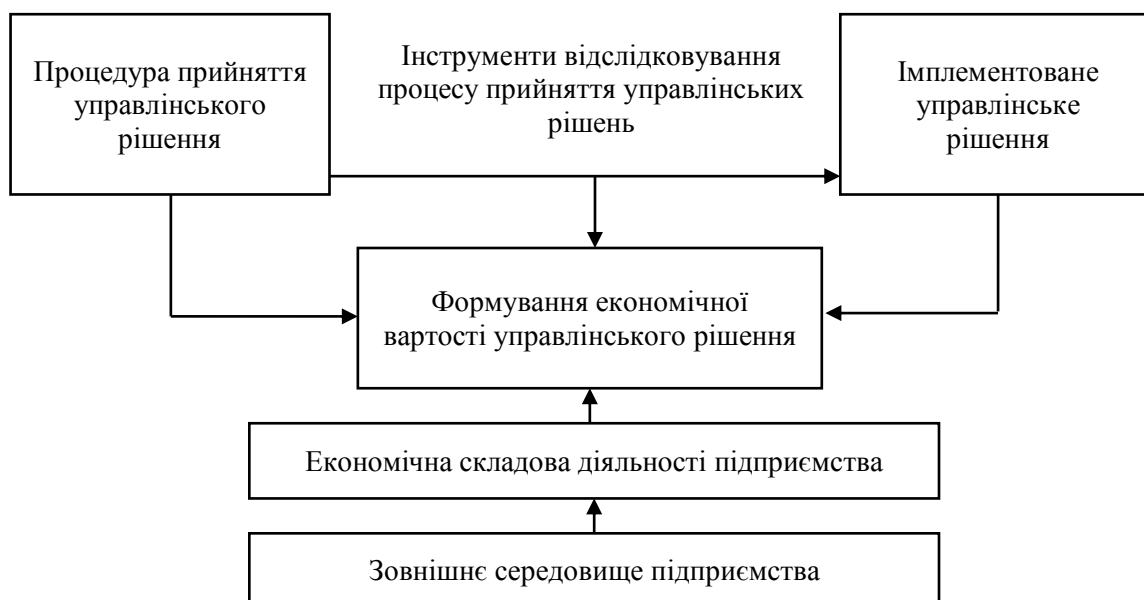 Процедура прийняття
управлінського
рішення
Інструменти відслідковування
процесу прийняття управлінських
рішень
Імплементоване
управлінське
рішення
Формування економічної
вартості управлінського рішення
Економічна складова діяльності підприємства
Зовнішнє середовище підприємства